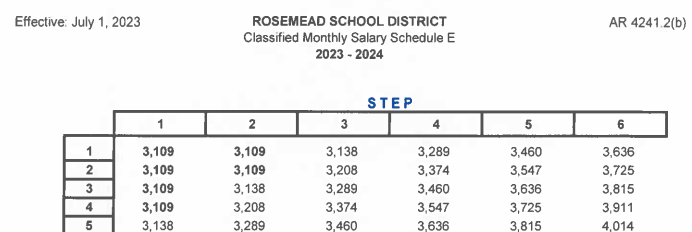 Effective: July 1, 2023 ROSEMEAD SCHOOL DISTRICT AR 4241.2(b)
Classified Monthly Salary Schedule E
2023 - 2024
STEP
1 2 3 4 5 6
1 3,109 3,109 3,138 3,289 3,460 3,636
2 3,109 3,109 3,208 3,374 3,547 3,725
3 3,109 3,138 3,289 3,460 3,636 3,815
4 3,109 3,208 3,374 3,547 3,725 3,911
5 3,138 3,289 3,460 3,636 3,815 4,014